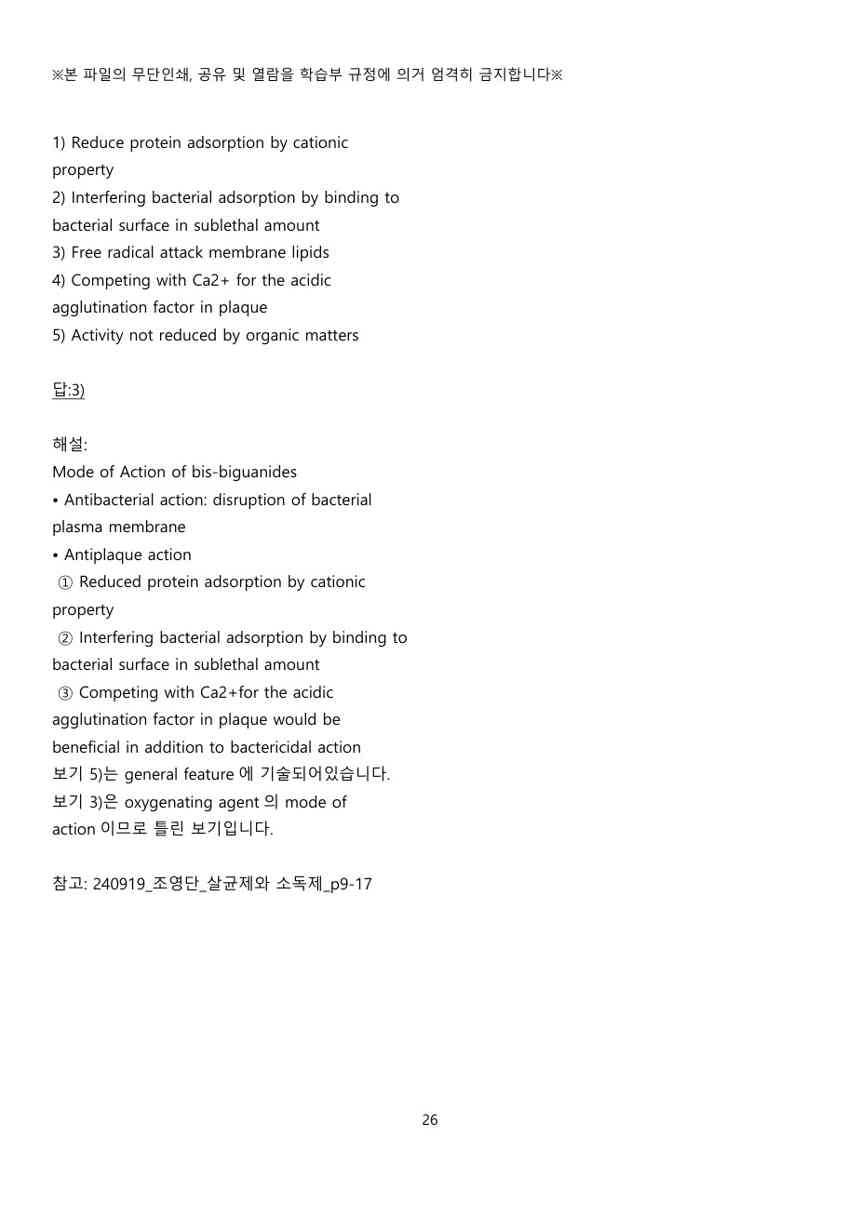 ※본 파일의 무단인쇄, 공유 및 열람을 학습부 규정에 의거 엄격히 금지합니다※
1) Reduce protein adsorption by cationic
property
2) Interfering bacterial adsorption by binding to
bacterial surface in sublethal amount
3) Free radical attack membrane lipids
4) Competing with Ca2+ for the acidic
agglutination factor in plaque
5) Activity not reduced by organic matters
답:3)
해설:
Mode of Action of bis-biguanides
• Antibacterial action: disruption of bacterial
plasma membrane
• Antiplaque action
① Reduced protein adsorption by cationic
property
② Interfering bacterial adsorption by binding to
bacterial surface in sublethal amount
③ Competing with Ca2+for the acidic
agglutination factor in plaque would be
beneficial in addition to bactericidal action
보기 5)는 general feature 에 기술되어있습니다.
보기 3)은 oxygenating agent 의 mode of
action 이므로 틀린 보기입니다.
참고: 240919_조영단_살균제와 소독제_p9-17
26